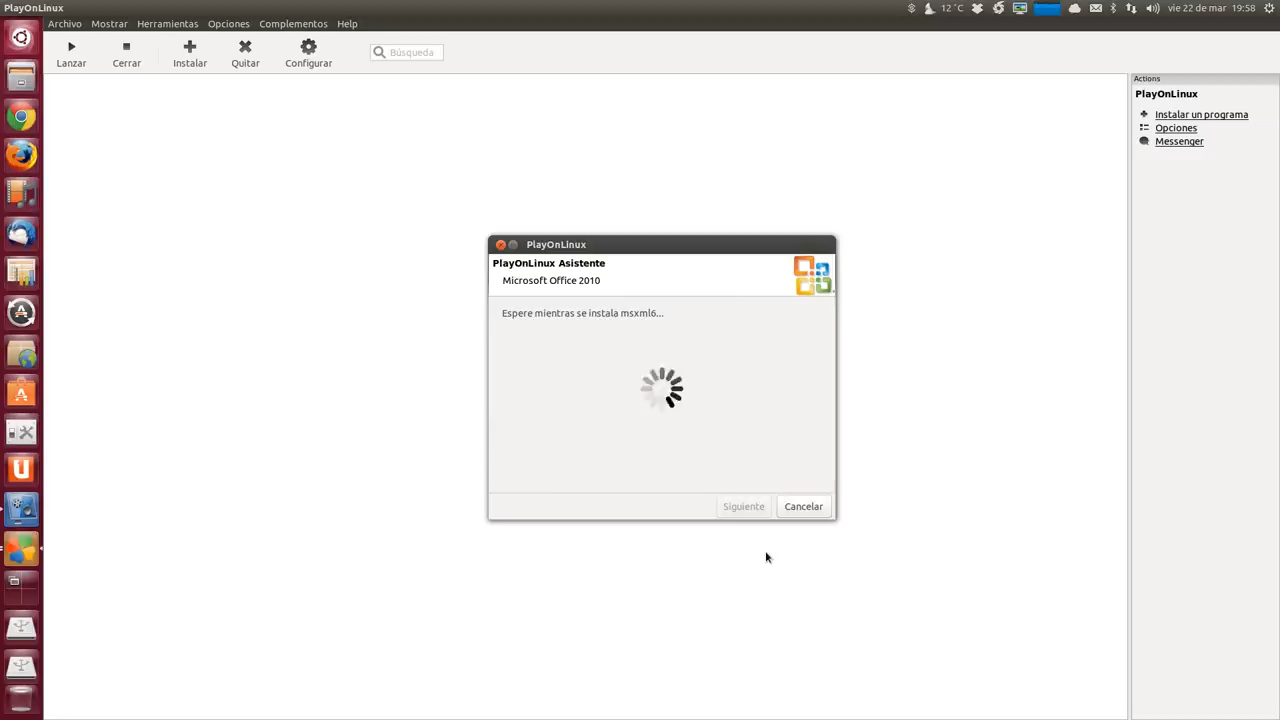 PlayOnLinux
12 °C
vie 22 de mar 19:58
Archivo Mostrar Herramientas Opciones Complementos Help
Lanzar Cerrar Instalar Quitar Configurar
Búsqueda
Actions
PlayOnLinux
Instalar un programa
Opciones
Messenger
PlayOnLinux
PlayOnLinux Asistente
Microsoft Office 2010
Espere mientras se instala msxml6...
Siguiente Cancelar